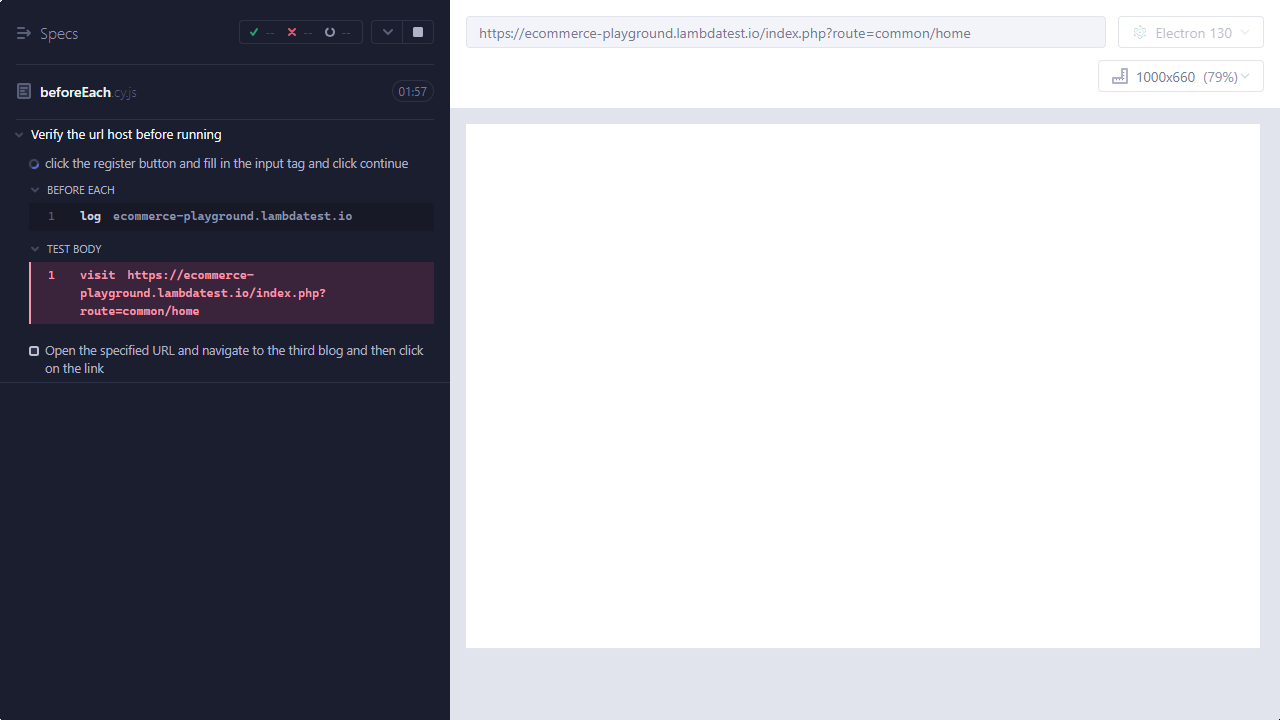 Specs
-- -- --
beforeEach.cy.js
01:57
Verify the url host before running
click the register button and fill in the input tag and click continue
BEFORE EACH
1 log ecommerce-playground.lambdatest.io
TEST BODY
1 visit https://ecommerce-
playground.lambdatest.io/index.php?
route=common/home
Open the specified URL and navigate to the third blog and then click
on the link
https://ecommerce-playground.lambdatest.io/index.php?route=common/home
Electron 130
1000x660 (79%)